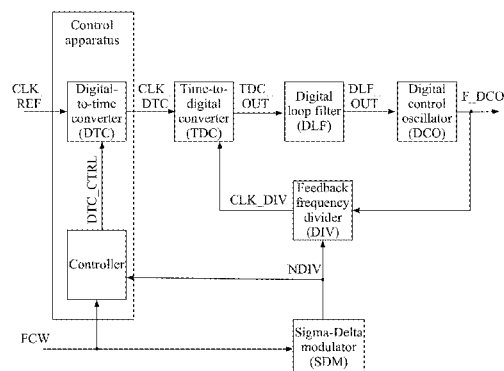 Control
apparatus
CLK
REF
Digital-
to-time
converter
(DTC)
CLK
DTC
Time-to-
digital
converter
(TDC)
TDC
OUT
Digital
loop filter
(DLF)
DLF
OUT
Digital
control
oscillator
(DCO)
F_DCO
DTC_CTRL
CLK_DIV
Feedback
frequency
divider
(DIV)
Controller
NDIV
FCW
Sigma-Delta
modulator
(SDM)